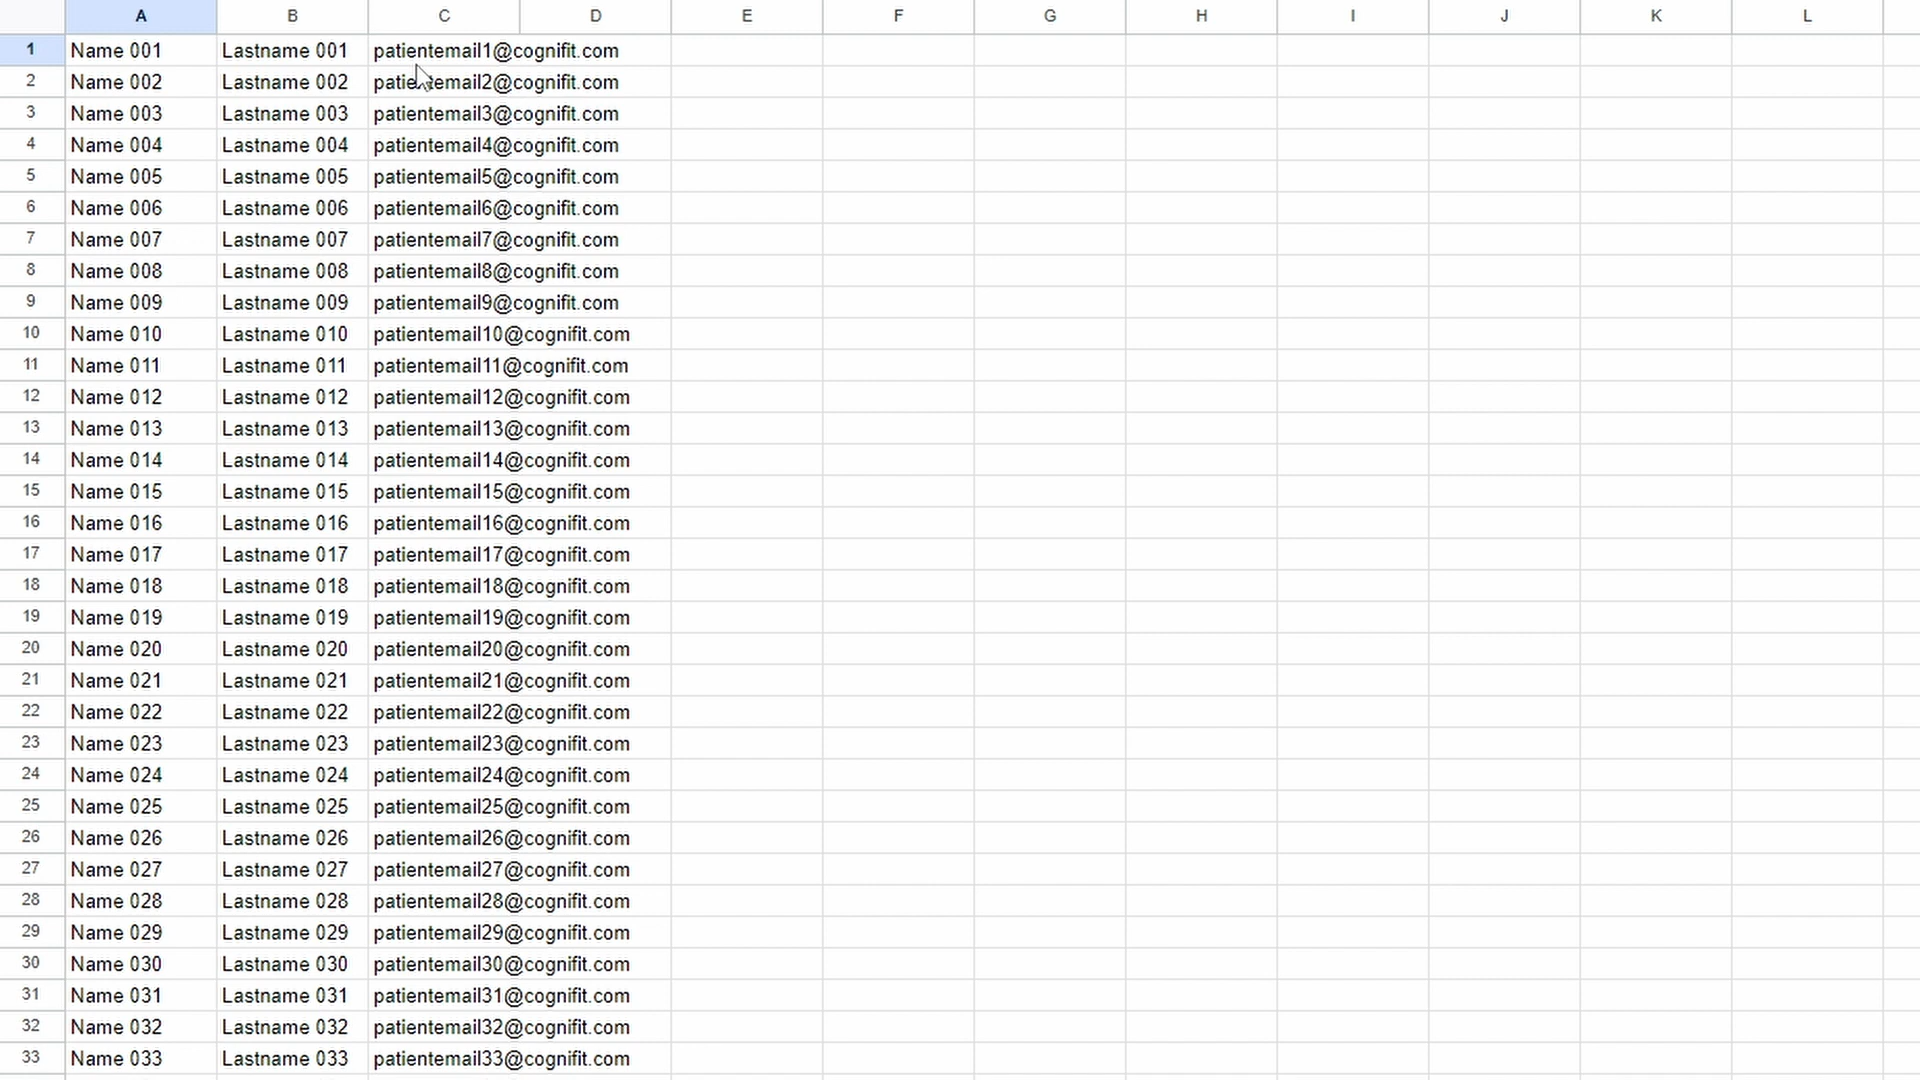 A B C D E F G H I J K L
1 Name 001 Lastname 001 patientemail1@cognifit.com
2 Name 002 Lastname 002 patientemail2@cognifit.com
3 Name 003 Lastname 003 patientemail3@cognifit.com
4 Name 004 Lastname 004 patientemail4@cognifit.com
5 Name 005 Lastname 005 patientemail5@cognifit.com
6 Name 006 Lastname 006 patientemail6@cognifit.com
7 Name 007 Lastname 007 patientemail7@cognifit.com
8 Name 008 Lastname 008 patientemail8@cognifit.com
9 Name 009 Lastname 009 patientemail9@cognifit.com
10 Name 010 Lastname 010 patientemail10@cognifit.com
11 Name 011 Lastname 011 patientemail11@cognifit.com
12 Name 012 Lastname 012 patientemail12@cognifit.com
13 Name 013 Lastname 013 patientemail13@cognifit.com
14 Name 014 Lastname 014 patientemail14@cognifit.com
15 Name 015 Lastname 015 patientemail15@cognifit.com
16 Name 016 Lastname 016 patientemail16@cognifit.com
17 Name 017 Lastname 017 patientemail17@cognifit.com
18 Name 018 Lastname 018 patientemail18@cognifit.com
19 Name 019 Lastname 019 patientemail19@cognifit.com
20 Name 020 Lastname 020 patientemail20@cognifit.com
21 Name 021 Lastname 021 patientemail21@cognifit.com
22 Name 022 Lastname 022 patientemail22@cognifit.com
23 Name 023 Lastname 023 patientemail23@cognifit.com
24 Name 024 Lastname 024 patientemail24@cognifit.com
25 Name 025 Lastname 025 patientemail25@cognifit.com
26 Name 026 Lastname 026 patientemail26@cognifit.com
27 Name 027 Lastname 027 patientemail27@cognifit.com
28 Name 028 Lastname 028 patientemail28@cognifit.com
29 Name 029 Lastname 029 patientemail29@cognifit.com
30 Name 030 Lastname 030 patientemail30@cognifit.com
31 Name 031 Lastname 031 patientemail31@cognifit.com
32 Name 032 Lastname 032 patientemail32@cognifit.com
33 Name 033 Lastname 033 patientemail33@cognifit.com